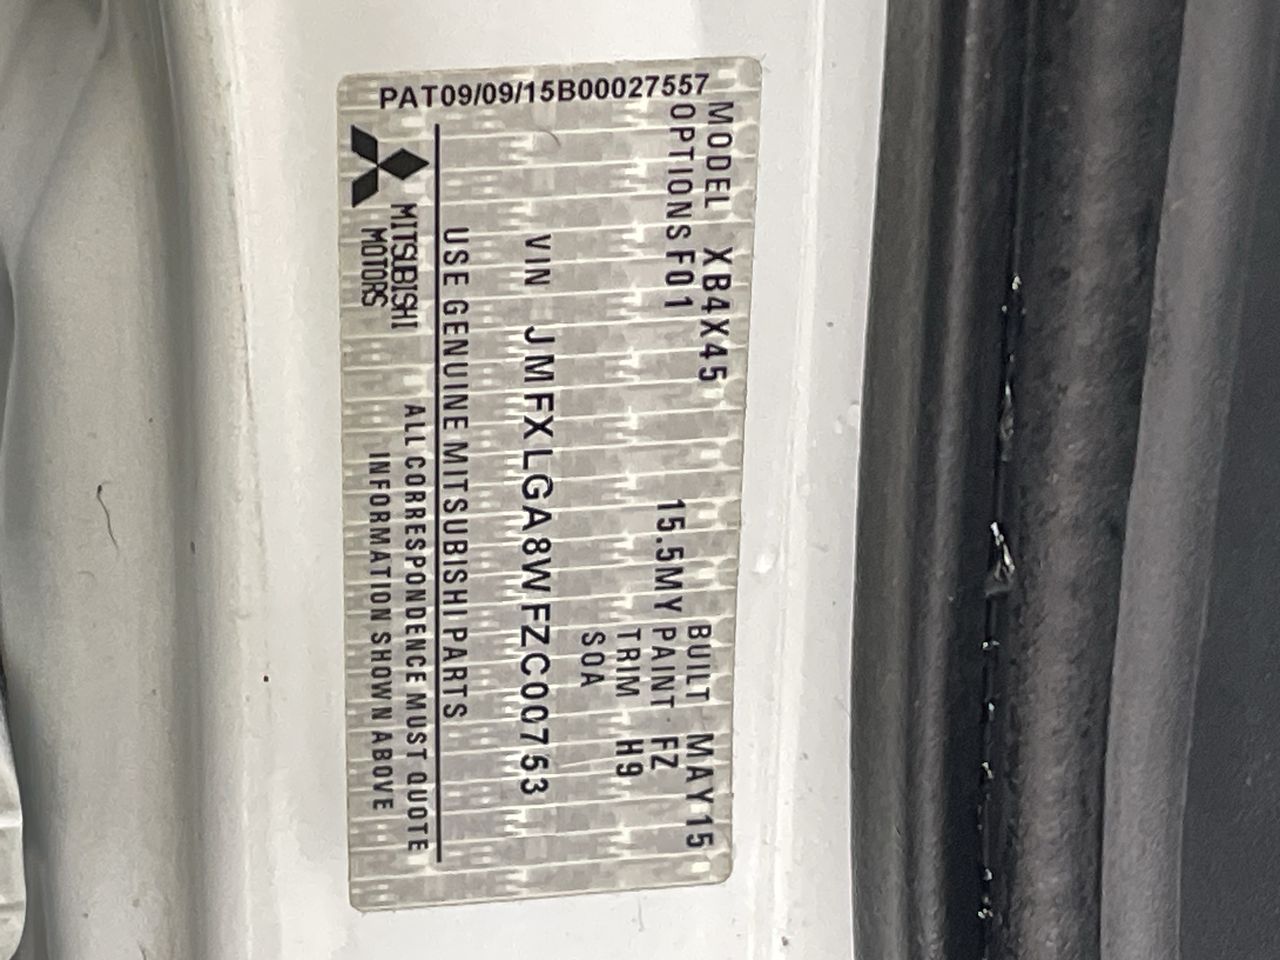 PAT09/09/15B00027557
MODEL XB4X45 BUILT MAY15
OPTIONS F01 15.5MY PAINT FZ
TRIM H9
SOA
VIN JMFXLGA8WFZC00753
USE GENUINE MITSUBISHI PARTS
MITSUBISHI
MOTORS
ALL CORRESPONDENCE MUST QUOTE
INFORMATION SHOWN ABOVE